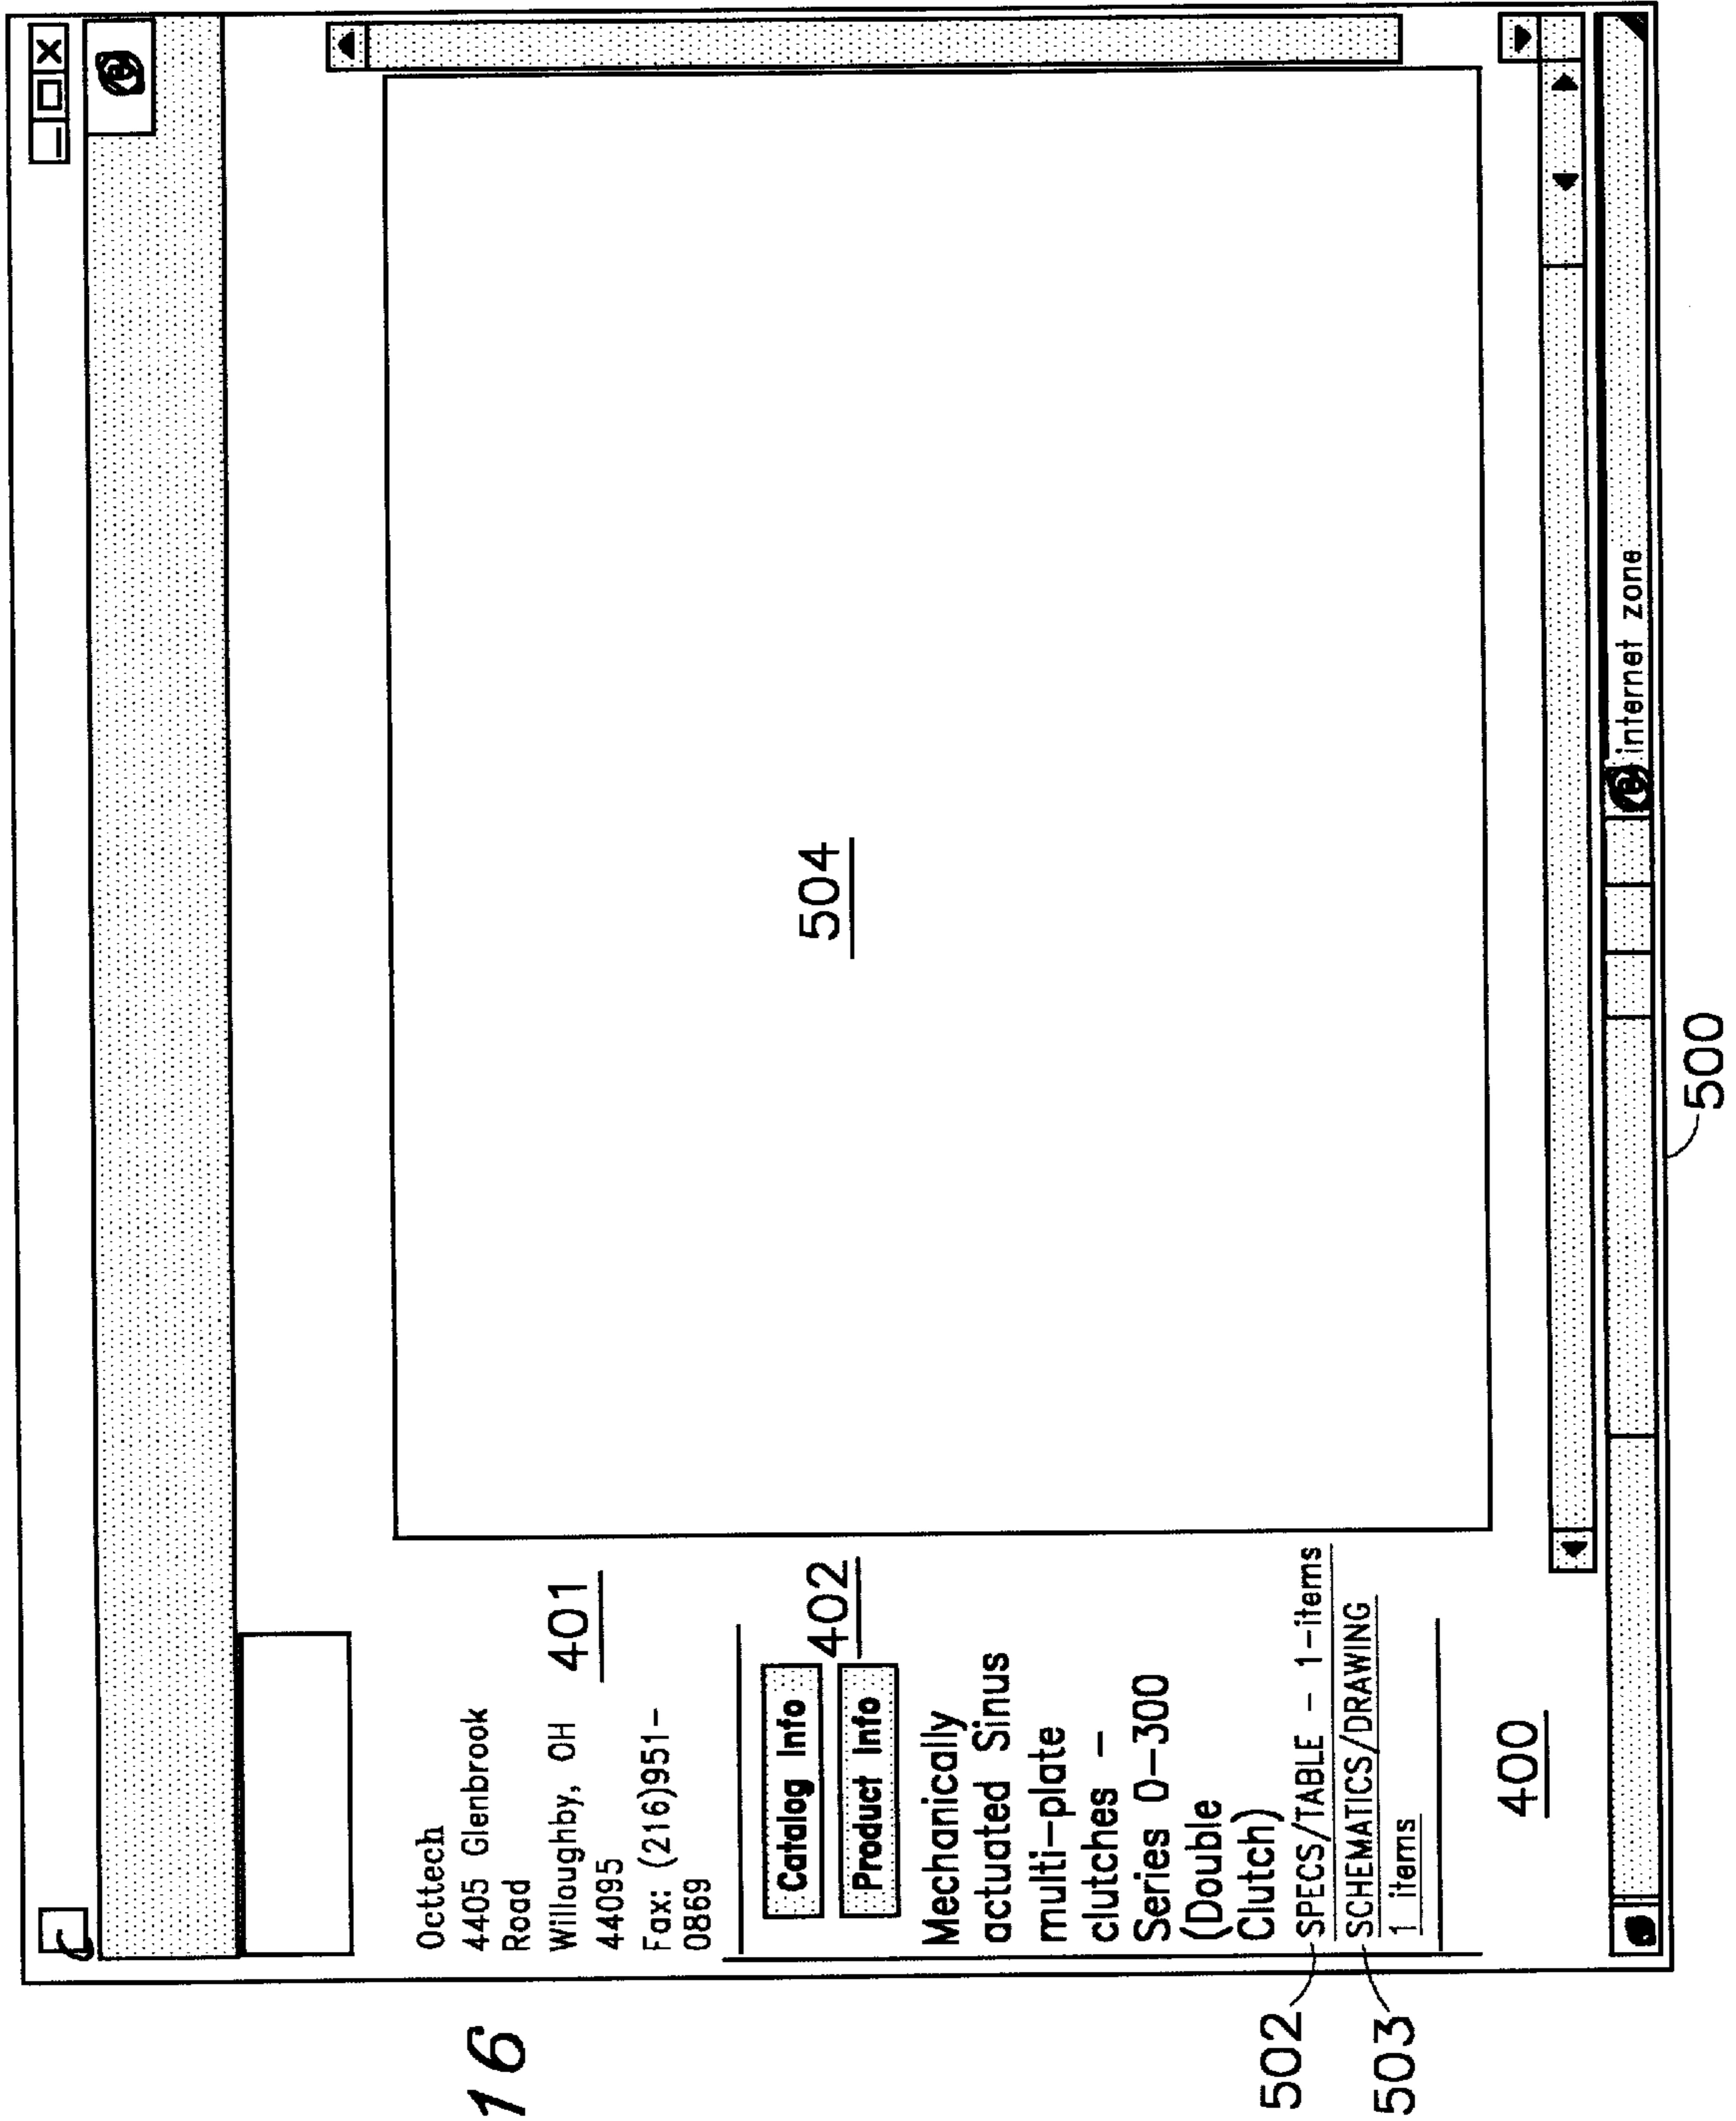 16
Octtech
4405 Glenbrook
Road
Willoughby, OH
44095
Fax: (216)951-
0869
401
Catalog Info
Product Info
402
Mechanically
actuated Sinus
multi-plate
clutches -
Series 0-300
(Double
Clutch)
502
SPECS/TABLE - 1-items
503
SCHEMATICS/DRAWING
1 items
400
504
internet zone
500